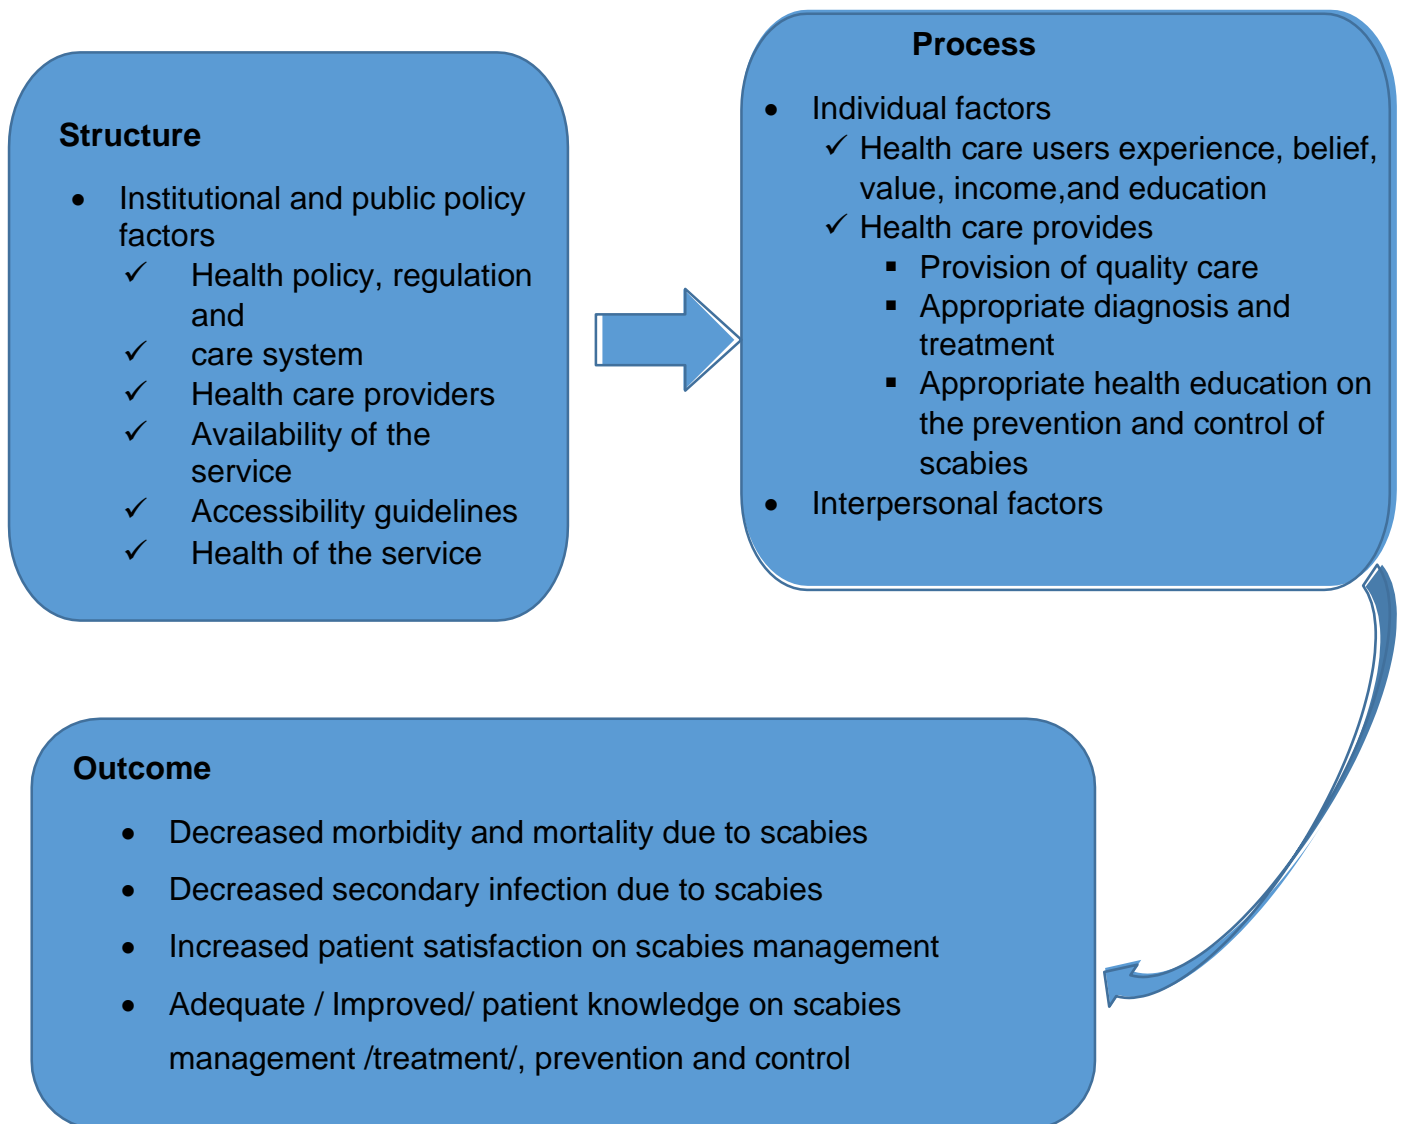 Structure
• Institutional and public policy
factors
✓ Health policy, regulation
and
✓ care system
✓ Health care providers
✓ Availability of the
service
✓ Accessibility guidelines
✓ Health of the service
Process
• Individual factors
✓ Health care users experience, belief,
value, income,and education
✓ Health care provides
▪ Provision of quality care
▪ Appropriate diagnosis and
treatment
▪ Appropriate health education on
the prevention and control of
scabies
• Interpersonal factors
Outcome
• Decreased morbidity and mortality due to scabies
• Decreased secondary infection due to scabies
• Increased patient satisfaction on scabies management
• Adequate / Improved/ patient knowledge on scabies
management /treatment/, prevention and control